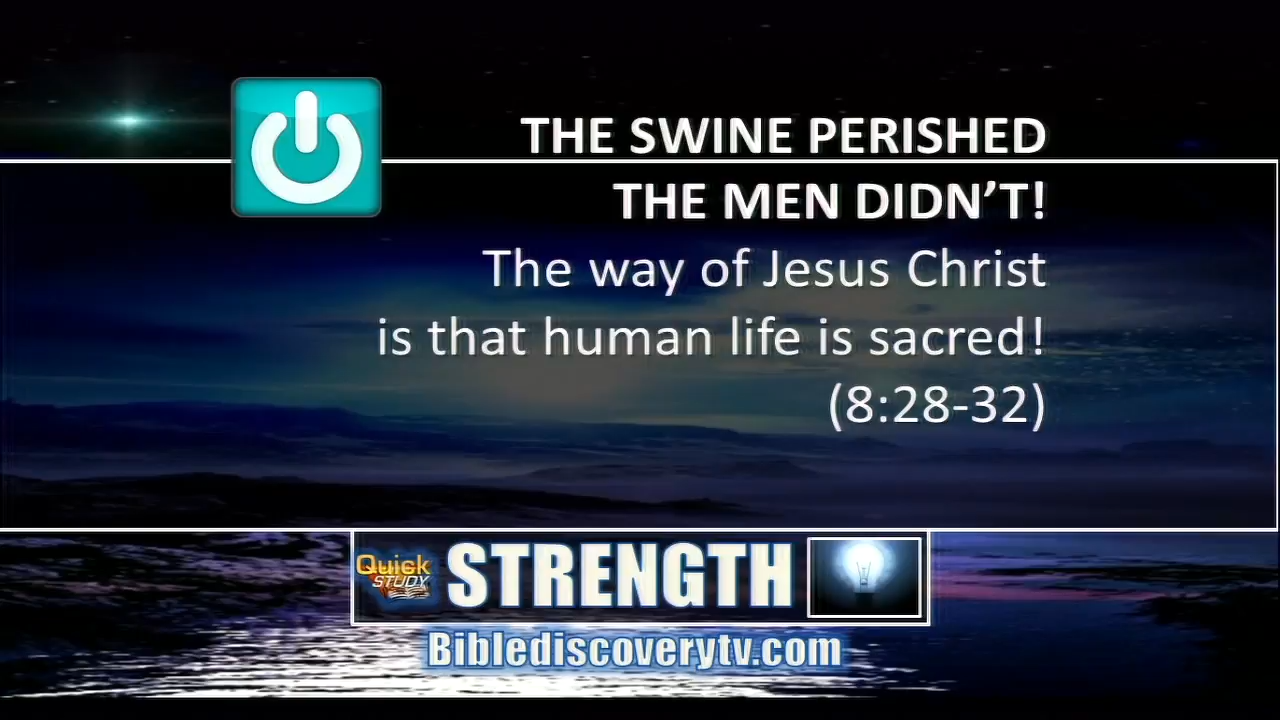 THE SWINE PERISHED
THE MEN DIDN’T!
The way of Jesus Christ
is that human life is sacred!
(8:28-32)
Quick
STUDY
STRENGTH
Biblediscoverytv.com